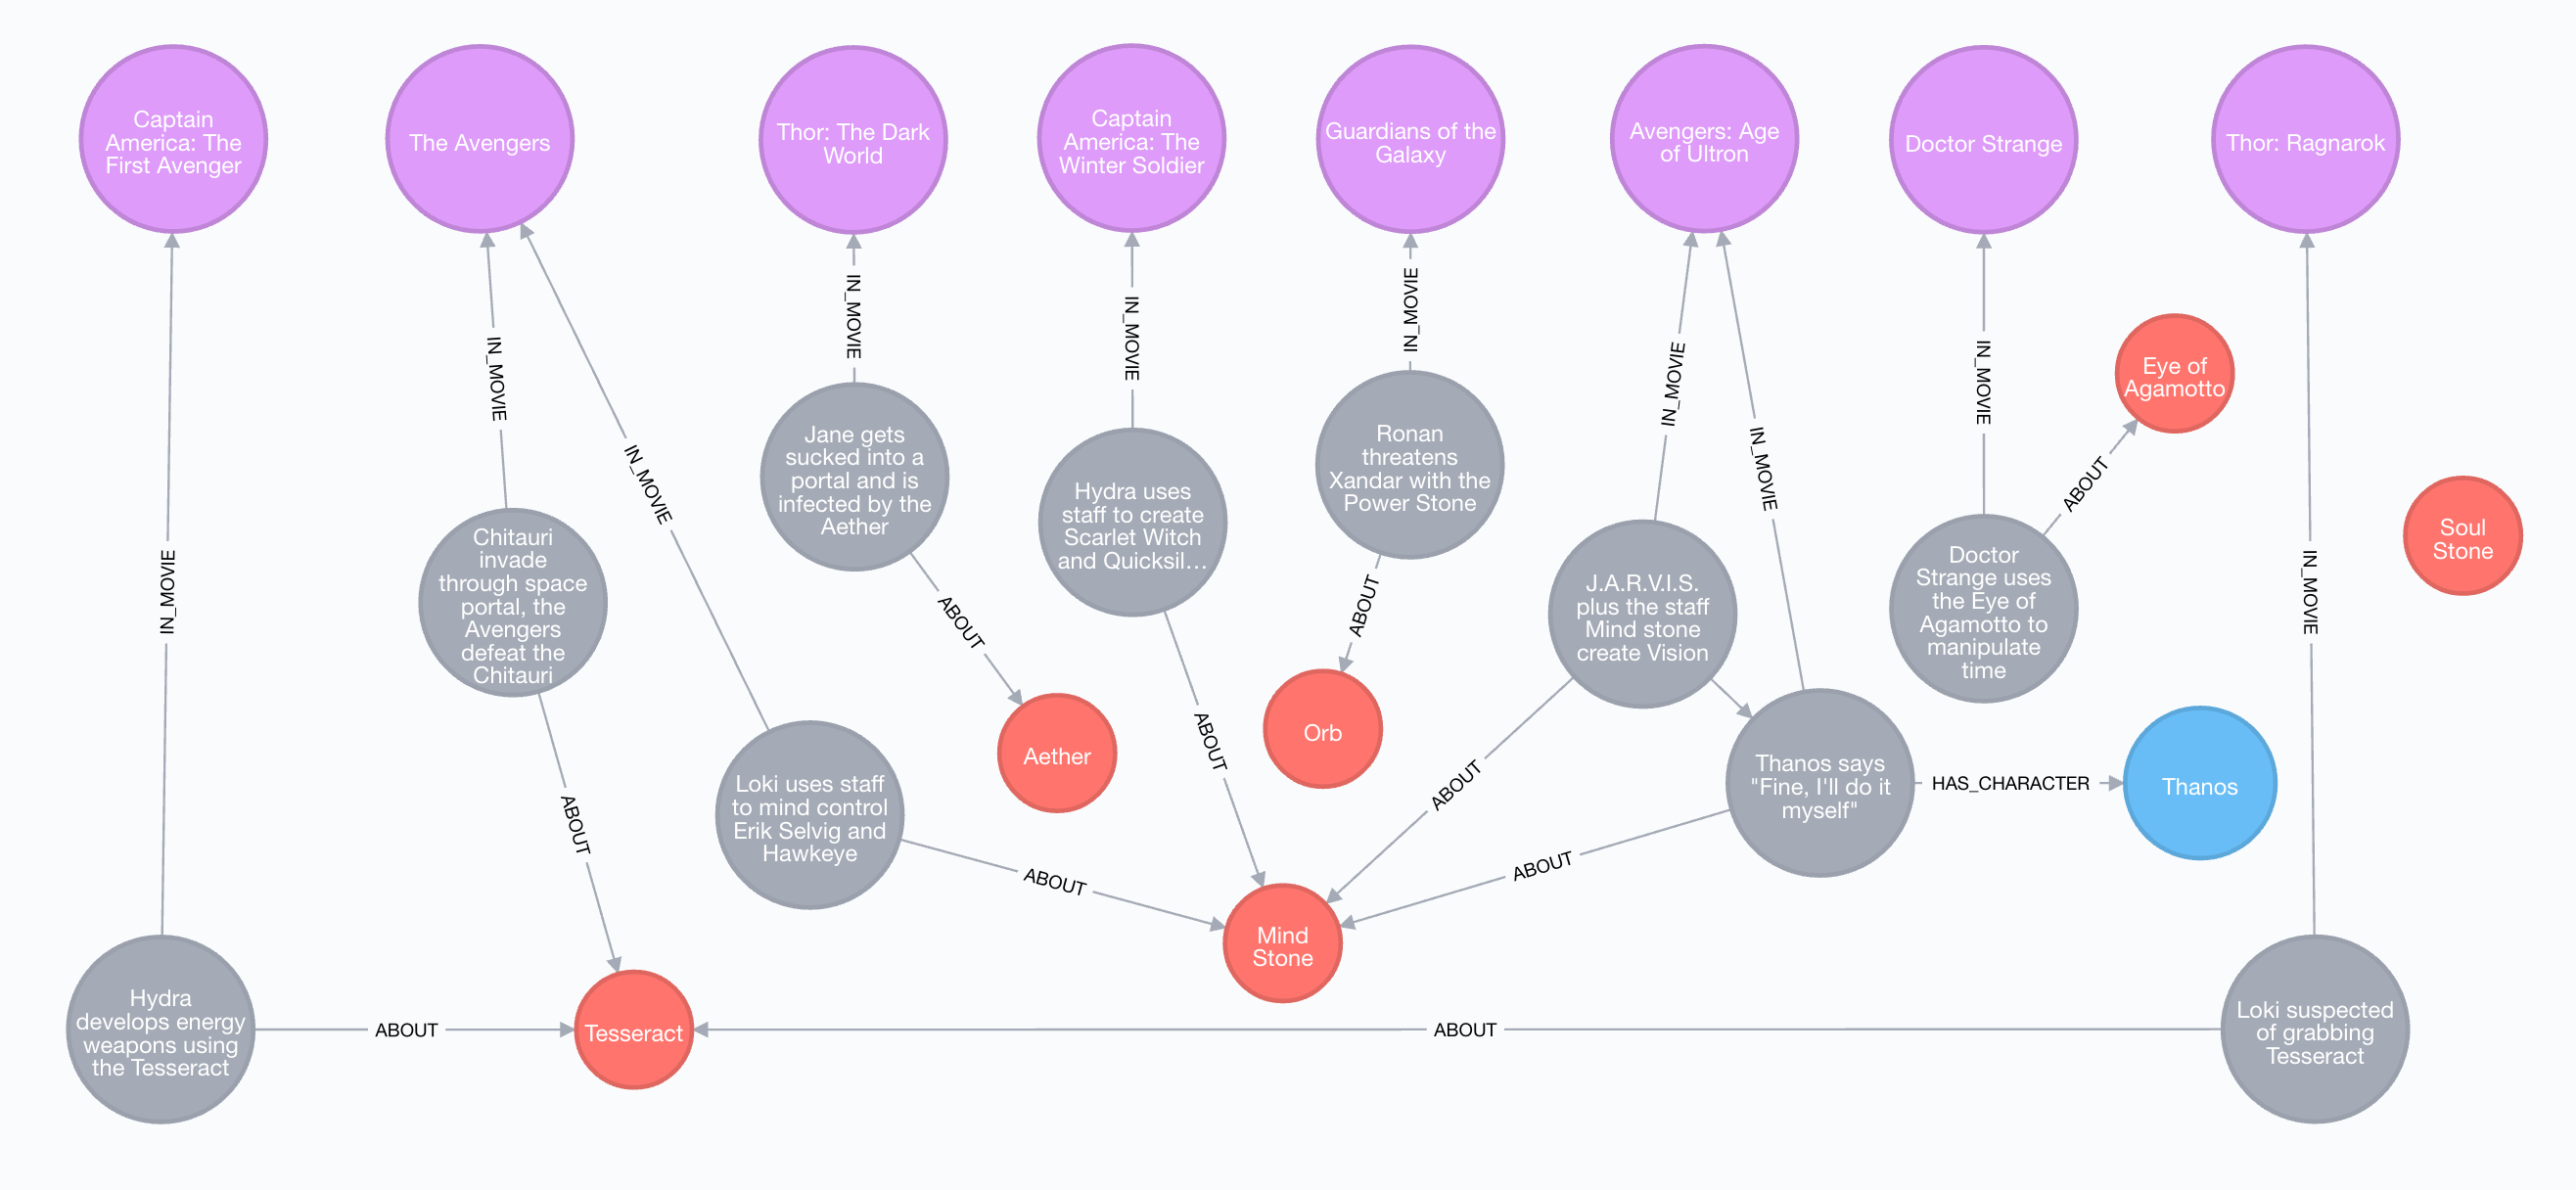 Captain
America: The
First Avenger
The Avengers
Thor: The Dark
World
Captain
America: The
Winter Soldier
Guardians of the
Galaxy
Avengers: Age
of Ultron
Doctor Strange
Thor: Ragnarok
IN_MOVIE
IN_MOVIE
IN_MOVIE
IN_MOVIE
IN_MOVIE
IN_MOVIE
IN_MOVIE
IN_MOVIE
IN_MOVIE
IN_MOVIE
Eye of
Agamotto
ABOUT
Soul
Stone
Chitauri
invade
through space
portal, the
Avengers
defeat the
Chitauri
Jane gets
sucked into a
portal and is
infected by the
Aether
Hydra uses
staff to create
Scarlet Witch
and Quicksil...
Ronan
threatens
Xandar with the
Power Stone
J.A.R.V.I.S.
plus the staff
Mind stone
create Vision
Doctor
Strange uses
the Eye of
Agamotto to
manipulate
time
ABOUT
ABOUT
ABOUT
ABOUT
ABOUT
Aether
Orb
Loki uses staff
to mind control
Erik Selvig and
Hawkeye
Thanos says
"Fine, I'll do it
myself"
HAS_CHARACTER
Thanos
ABOUT
ABOUT
Mind
Stone
Hydra
develops energy
weapons using
the Tesseract
ABOUT
Tesseract
ABOUT
Loki suspected
of grabbing
Tesseract